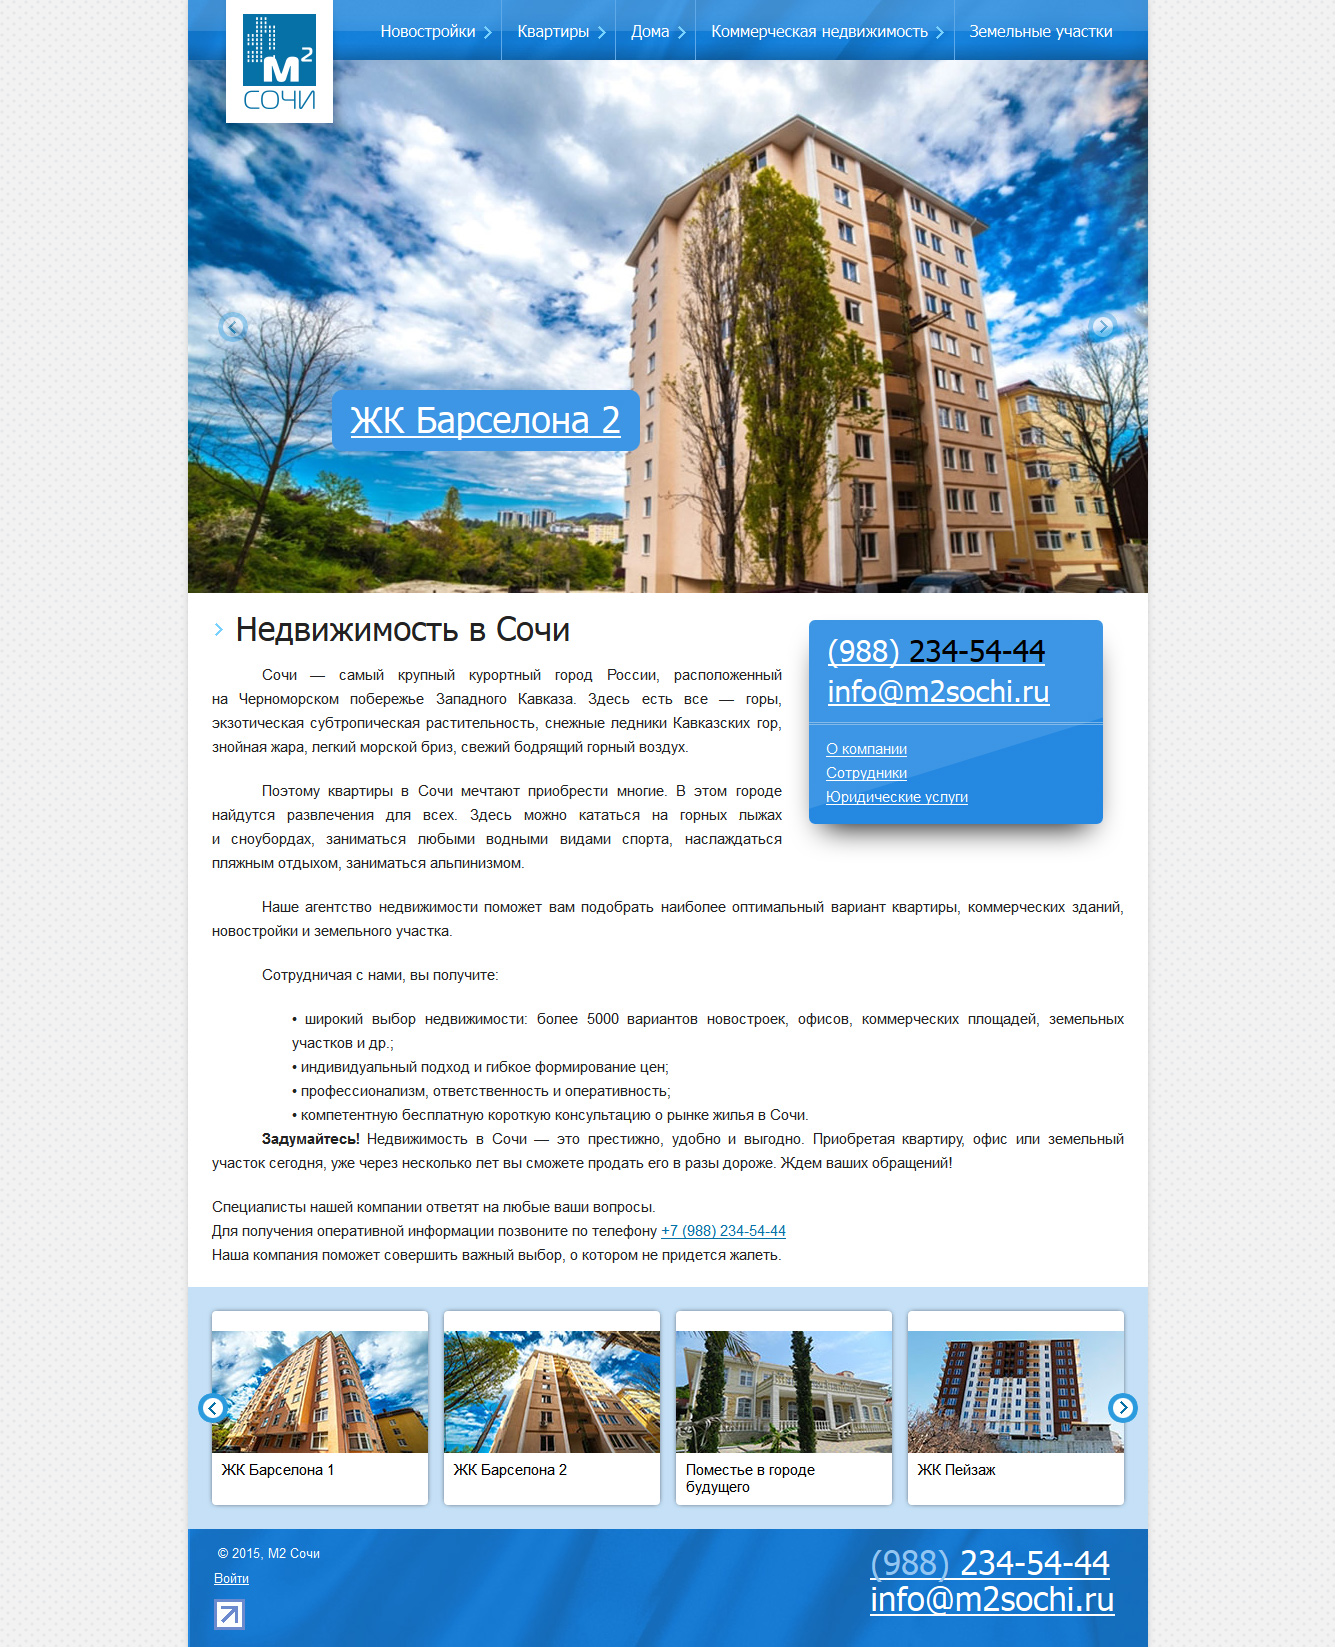 М2
СОЧИ
Новостройки
Квартиры
Дома
Коммерческая недвижимость
Земельные участки
ЖК Барселона 2
Недвижимость в Сочи
Сочи — самый крупный курортный город России, расположенный
на Черноморском побережье Западного Кавказа. Здесь есть все — горы,
экзотическая субтропическая растительность, снежные ледники Кавказских гор,
знойная жара, легкий морской бриз, свежий бодрящий горный воздух.
Поэтому квартиры в Сочи мечтают приобрести многие. В этом городе
найдутся развлечения для всех. Здесь можно кататься на горных лыжах
и сноубордах, заниматься любыми водными видами спорта, наслаждаться
пляжным отдыхом, заниматься альпинизмом.
(988) 234-54-44
info@m2sochi.ru
О компании
Сотрудники
Юридические услуги
Наше агентство недвижимости поможет вам подобрать наиболее оптимальный вариант квартиры, коммерческих зданий,
новостройки и земельного участка.
Сотрудничая с нами, вы получите:
• широкий выбор недвижимости: более 5000 вариантов новостроек, офисов, коммерческих площадей, земельных
участков и др.;
• индивидуальный подход и гибкое формирование цен;
• профессионализм, ответственность и оперативность;
• компетентную бесплатную короткую консультацию о рынке жилья в Сочи.
Задумайтесь! Недвижимость в Сочи — это престижно, удобно и выгодно. Приобретая квартиру, офис или земельный
участок сегодня, уже через несколько лет вы сможете продать его в разы дороже. Ждем ваших обращений!
Специалисты нашей компании ответят на любые ваши вопросы.
Для получения оперативной информации позвоните по телефону +7 (988) 234-54-44
Наша компания поможет совершить важный выбор, о котором не придется жалеть.
ЖК Барселона 1
ЖК Барселона 2
Поместье в городе
будущего
ЖК Пейзаж
© 2015, М2 Сочи
Войти
(988) 234-54-44
info@m2sochi.ru